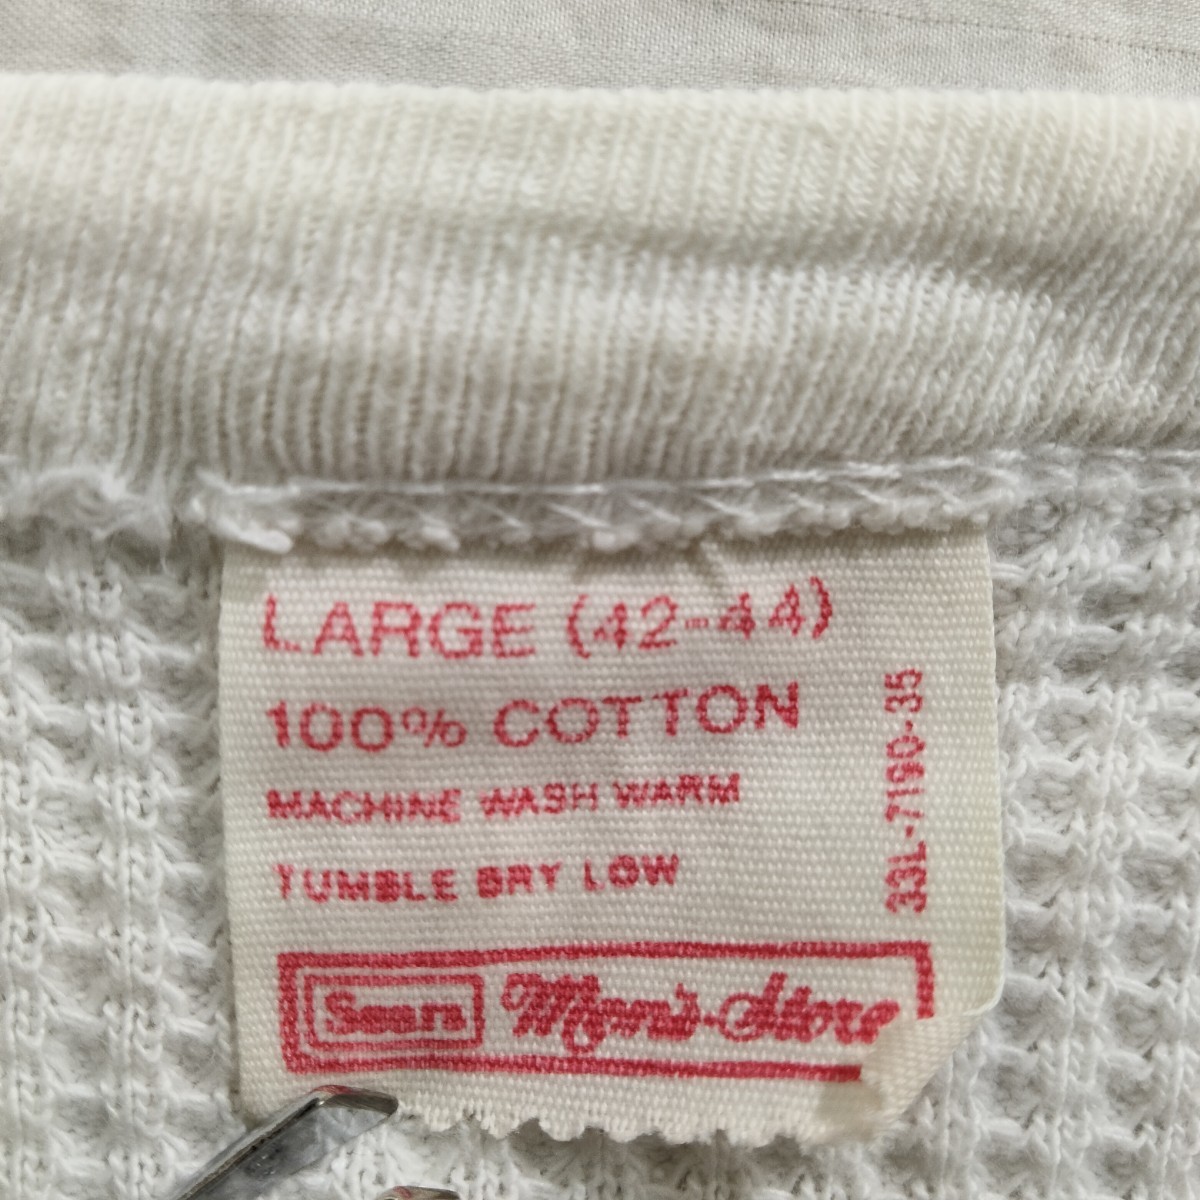 LARGE (42-44)
100% COTTON
MACHINE WASH WARM
TUMBLE DRY LOW
33L-7190-35
Sears Men's Store